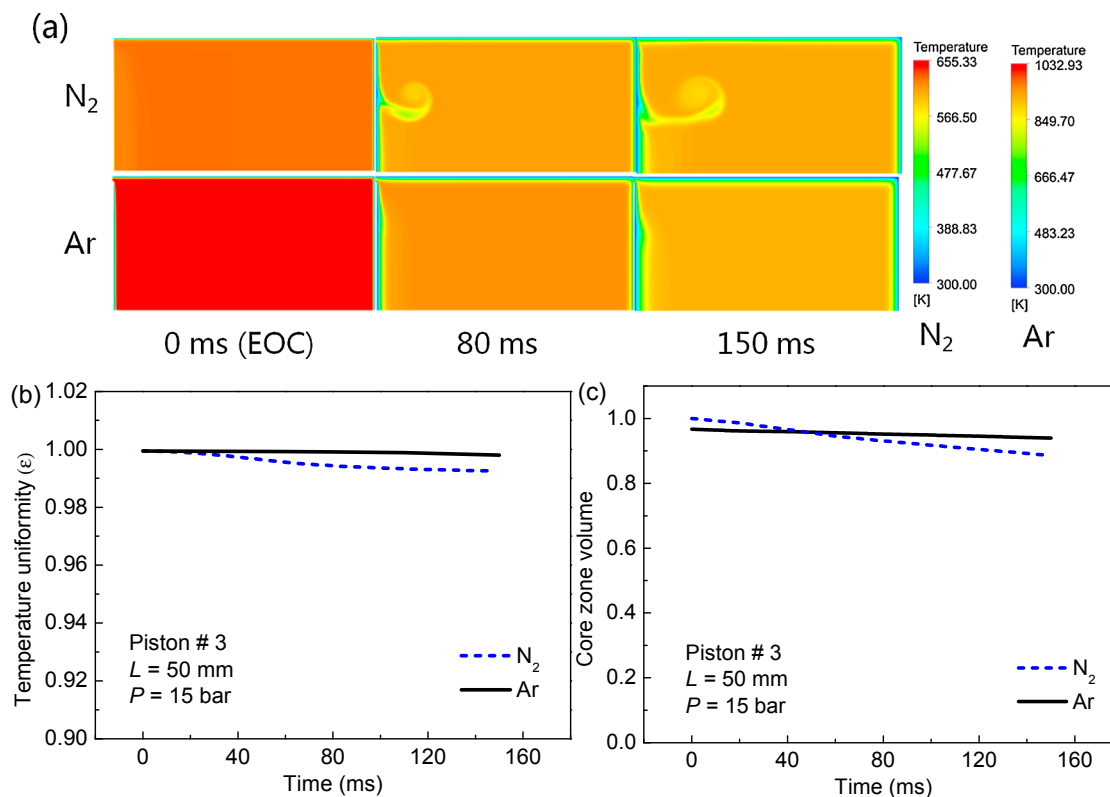 (a)
N₂
Ar
0 ms (EOC) 80 ms 150 ms
Temperature
655.33
566.50
477.67
388.83
300.00
[K]
N₂
Temperature
1032.93
849.70
666.47
483.23
300.00
[K]
Ar
(b)
Temperature uniformity (ε)
1.02
1.00
0.98
0.96
0.94
0.92
0.90
Piston # 3
L = 50 mm
P = 15 bar
N₂
Ar
0 40 80 120 160
Time (ms)
(c)
Core zone volume
1.0
0.8
0.6
0.4
0.2
0.0
Piston # 3
L = 50 mm
P = 15 bar
N₂
Ar
0 40 80 120 160
Time (ms)